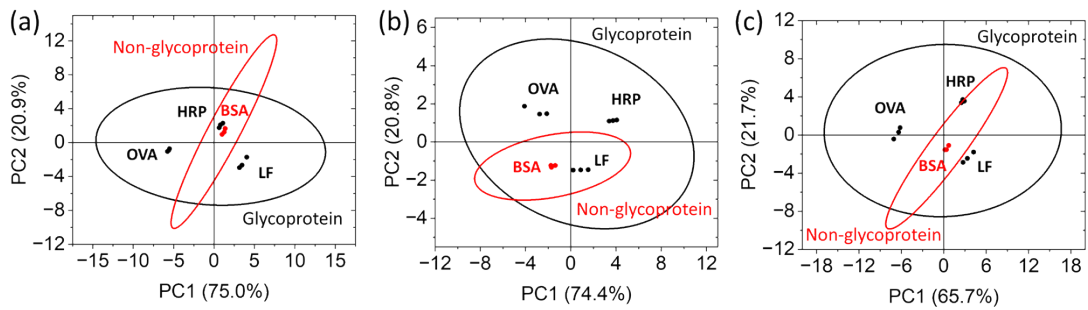 (a)
12
8
4
0
−4
−8
−12
PC2 (20.9%)
Non-glycoprotein
HRP
BSA
OVA
LF
Glycoprotein
−15 −10 −5 0 5 10 15
PC1 (75.0%)
(b)
6
4
2
0
−2
−4
PC2 (20.8%)
Glycoprotein
OVA
HRP
BSA
LF
Non-glycoprotein
−12 −8 −4 0 4 8 12
PC1 (74.4%)
(c)
12
8
4
0
−4
−8
−12
PC2 (21.7%)
Glycoprotein
HRP
OVA
BSA
LF
Non-glycoprotein
−18 −12 −6 0 6 12 18
PC1 (65.7%)